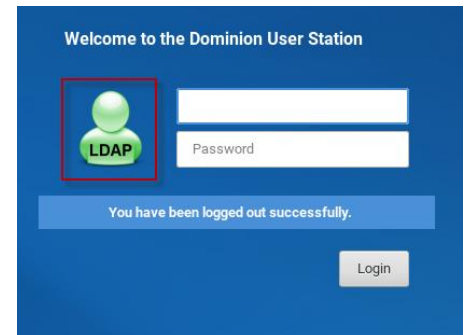 Welcome to the Dominion User Station
LDAP
Password
You have been logged out successfully.
Login